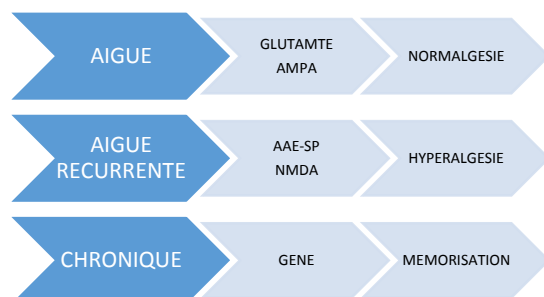 AIGUE
GLUTAMTE
AMPA
NORMALGESIE
AIGUE
RECURRENTE
AAE-SP
NMDA
HYPERALGESIE
CHRONIQUE
GENE
MEMORISATION